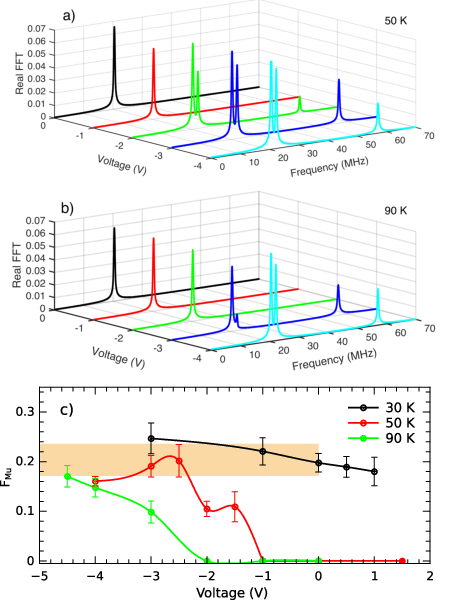 a)
50 K
0.07
0.06
0.05
0.04
0.03
0.02
0.01
0
Real FFT
0
-1
-2
-3
-4
Voltage (V)
0
10
20
30
40
50
60
70
Frequency (MHz)
b)
90 K
0.07
0.06
0.05
0.04
0.03
0.02
0.01
0
Real FFT
0
-1
-2
-3
-4
Voltage (V)
0
10
20
30
40
50
60
70
Frequency (MHz)
c)
30 K
50 K
90 K
0.3
0.2
0.1
0
F_Mu
−5 −4 −3 −2 −1 0 1 2
Voltage (V)